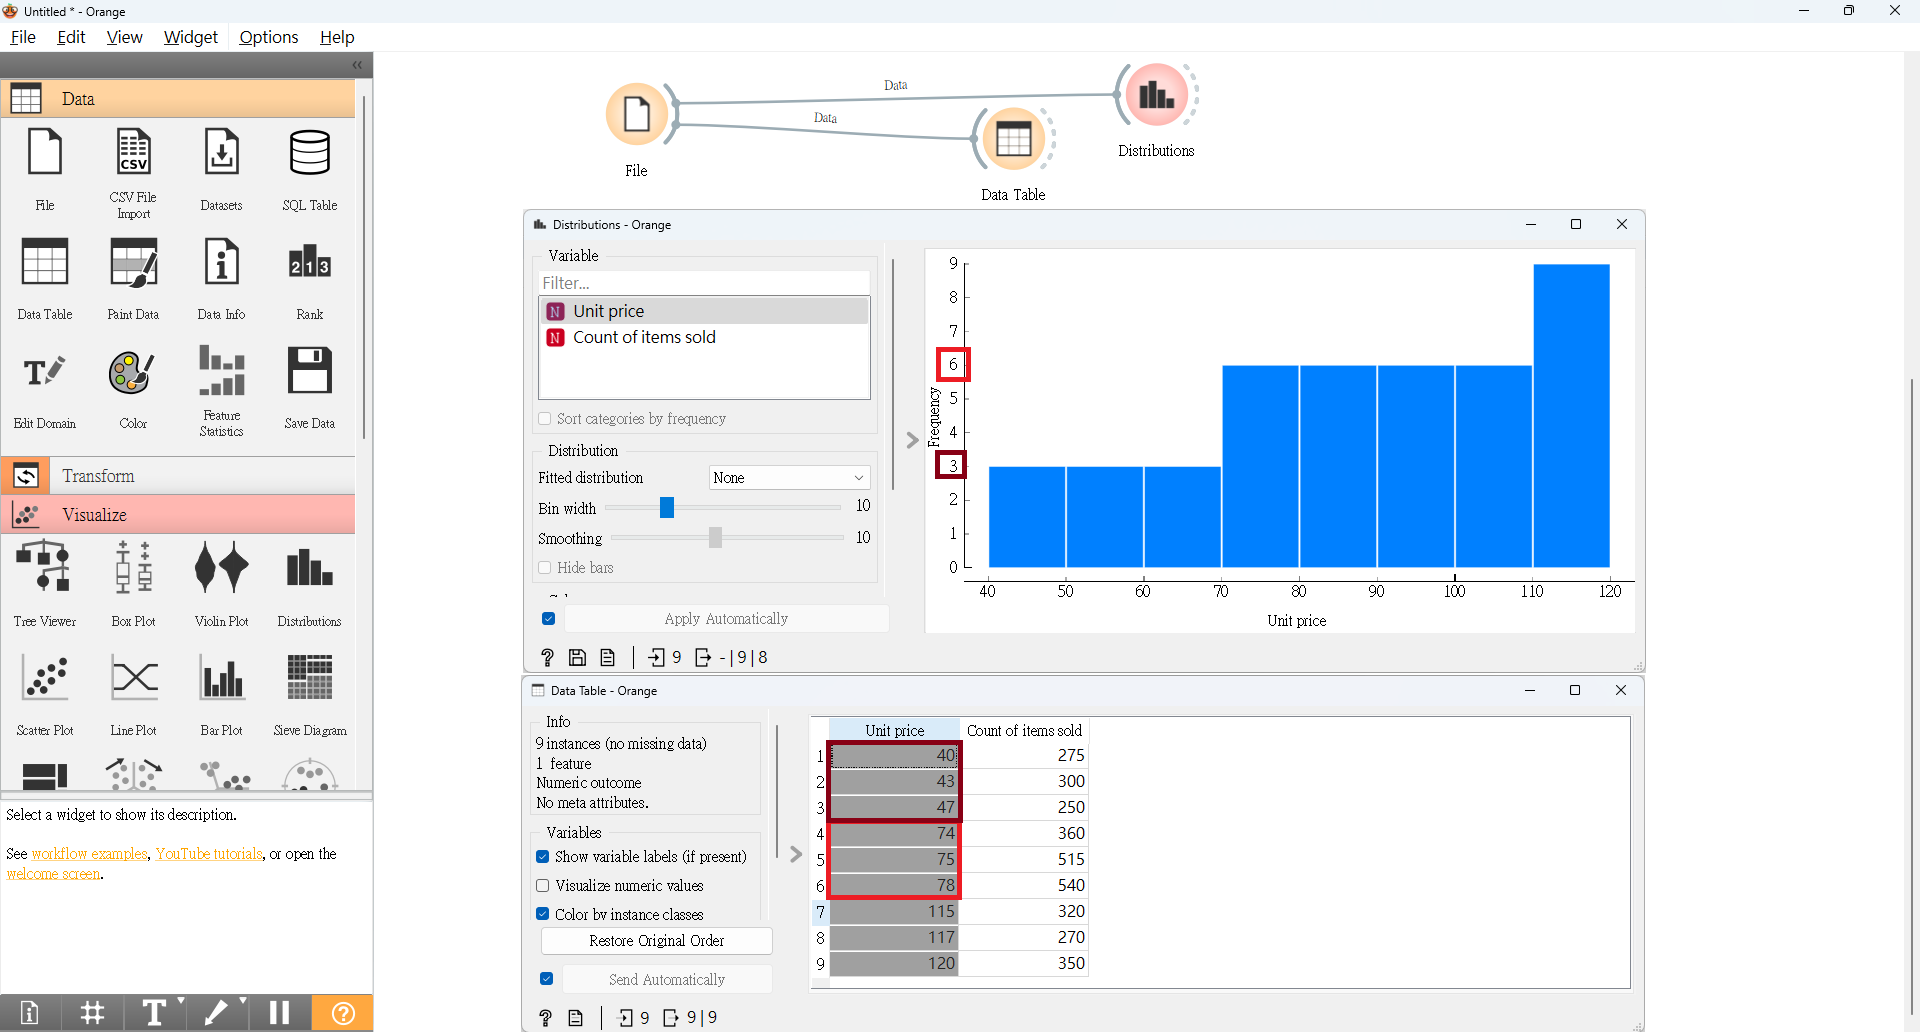 Untitled * - Orange
File Edit View Widget Options Help
Data
File
CSV File
Import
Datasets
SQL Table
Data Table
Paint Data
Data Info
Rank
Edit Domain
Color
Feature
Statistics
Save Data
Transform
Visualize
Tree Viewer
Box Plot
Violin Plot
Distributions
Scatter Plot
Line Plot
Bar Plot
Sieve Diagram
Select a widget to show its description.
See workflow examples, YouTube tutorials, or open the
welcome screen.
File
Data
Data
Data Table
Distributions
Distributions - Orange
Variable
Filter...
N Unit price
N Count of items sold
Sort categories by frequency
Distribution
Fitted distribution None
Bin width 10
Smoothing 10
Hide bars
Apply Automatically
? 9 -|9|8
Frequency
9
8
7
6
5
4
3
2
1
0
40 50 60 70 80 90 100 110 120
Unit price
Data Table - Orange
Info
9 instances (no missing data)
1 feature
Numeric outcome
No meta attributes.
Variables
Show variable labels (if present)
Visualize numeric values
Color by instance classes
Restore Original Order
Send Automatically
? 9 9|9
Unit price Count of items sold
1 40 275
2 43 300
3 47 250
4 74 360
5 75 515
6 78 540
7 115 320
8 117 270
9 120 350